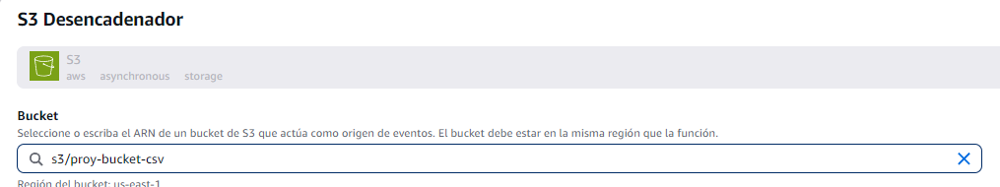 S3 Desencadenador
S3
aws asynchronous storage
Bucket
Seleccione o escriba el ARN de un bucket de S3 que actúa como origen de eventos. El bucket debe estar en la misma región que la función.
s3/proy-bucket-csv
Región del bucket: us-east-1